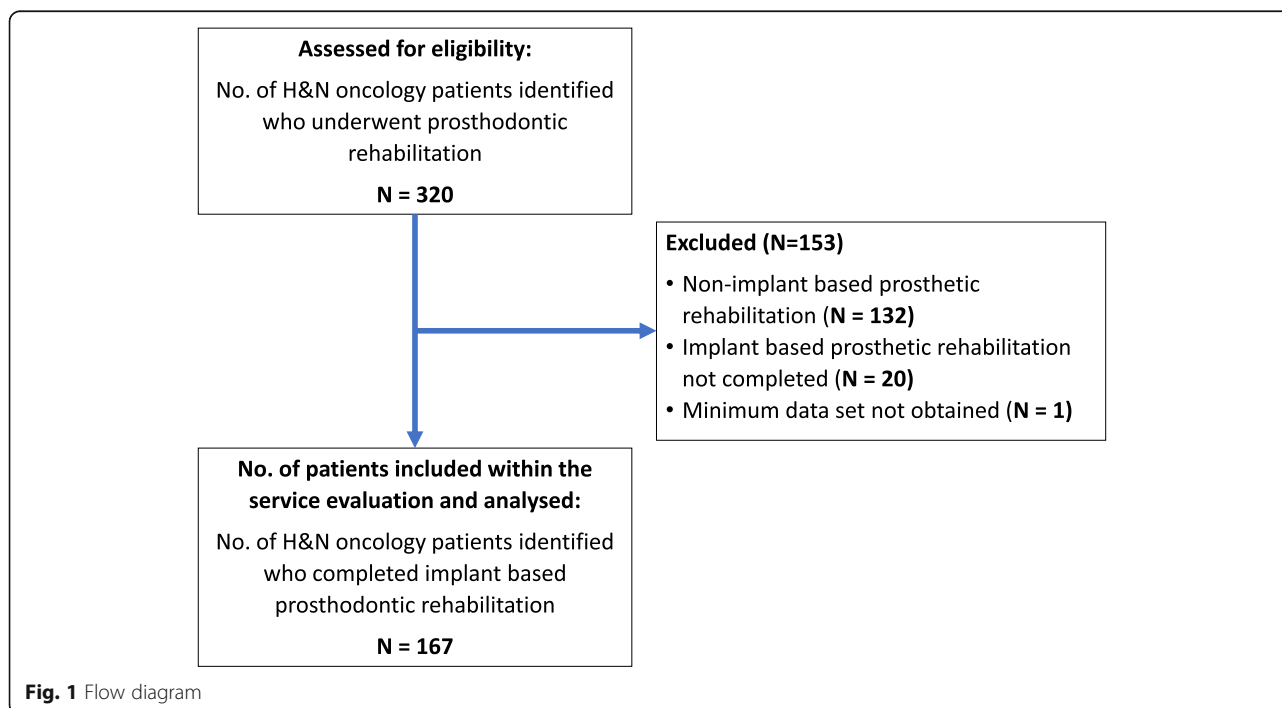 Assessed for eligibility:
No. of H&N oncology patients identified
who underwent prosthodontic
rehabilitation
N = 320
Excluded (N=153)
• Non-implant based prosthetic
rehabilitation (N = 132)
• Implant based prosthetic rehabilitation
not completed (N = 20)
• Minimum data set not obtained (N = 1)
No. of patients included within the
service evaluation and analysed:
No. of H&N oncology patients identified
who completed implant based
prosthodontic rehabilitation
N = 167
Fig. 1 Flow diagram